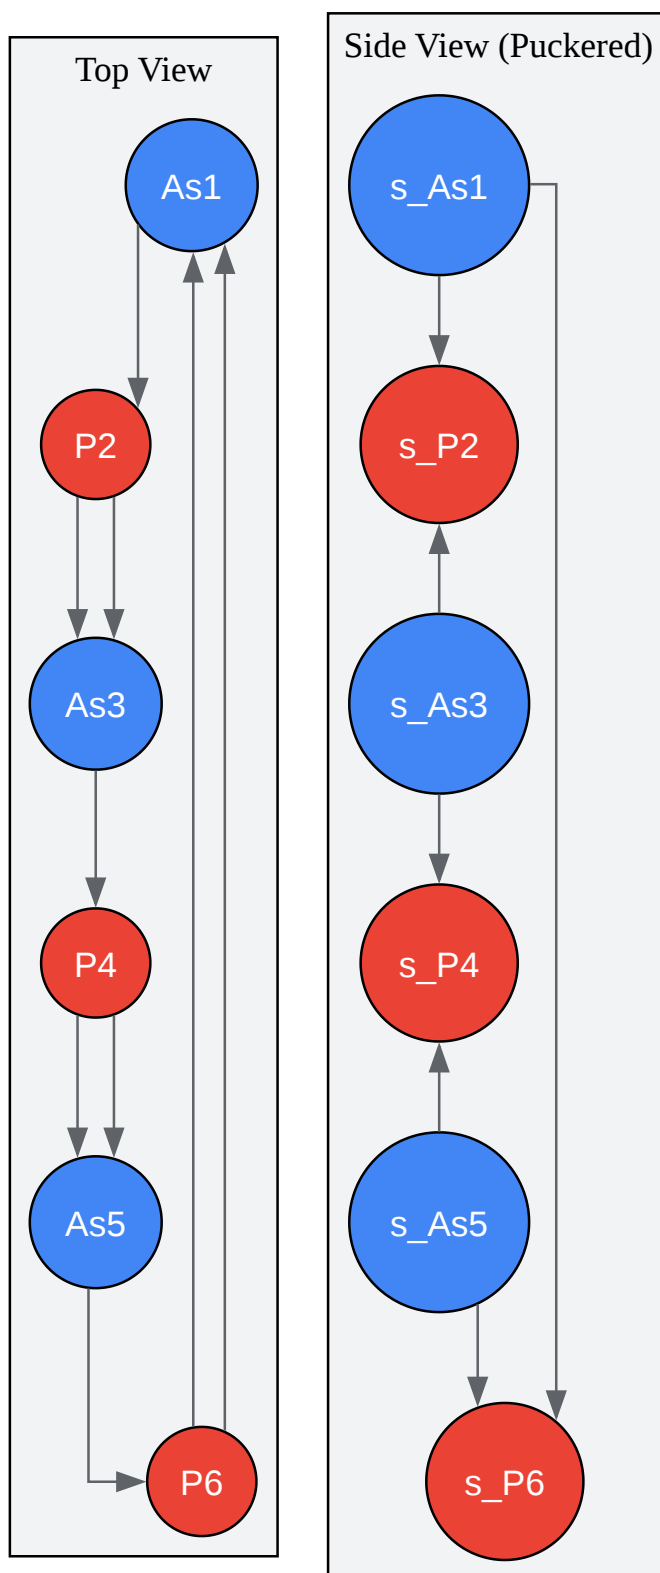 Top View
As1
P2
As3
P4
As5
P6
Side View (Puckered)
s_As1
s_P2
s_As3
s_P4
s_As5
s_P6